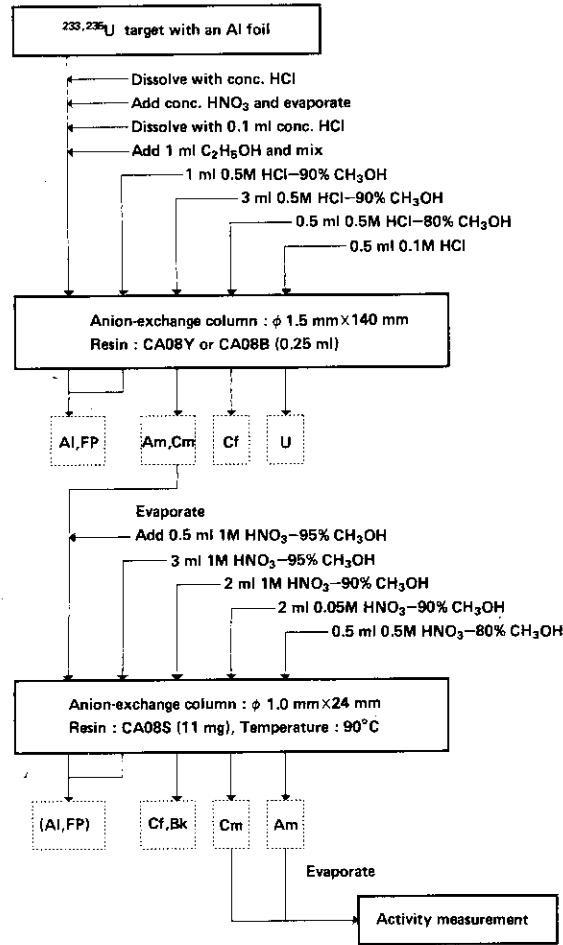 233,235U target with an Al foil
Dissolve with conc. HCl
Add conc. HNO3 and evaporate
Dissolve with 0.1 ml conc. HCl
Add 1 ml C2H5OH and mix
1 ml 0.5M HCl–90% CH3OH
3 ml 0.5M HCl–90% CH3OH
0.5 ml 0.5M HCl–80% CH3OH
0.5 ml 0.1M HCl
Anion-exchange column : φ 1.5 mm×140 mm
Resin : CA08Y or CA08B (0.25 ml)
Al,FP Am,Cm Cf U
Evaporate
Add 0.5 ml 1M HNO3–95% CH3OH
3 ml 1M HNO3–95% CH3OH
2 ml 1M HNO3–90% CH3OH
2 ml 0.05M HNO3–90% CH3OH
0.5 ml 0.5M HNO3–80% CH3OH
Anion-exchange column : φ 1.0 mm×24 mm
Resin : CA08S (11 mg), Temperature : 90°C
(Al,FP) Cf,Bk Cm Am
Evaporate
Activity measurement